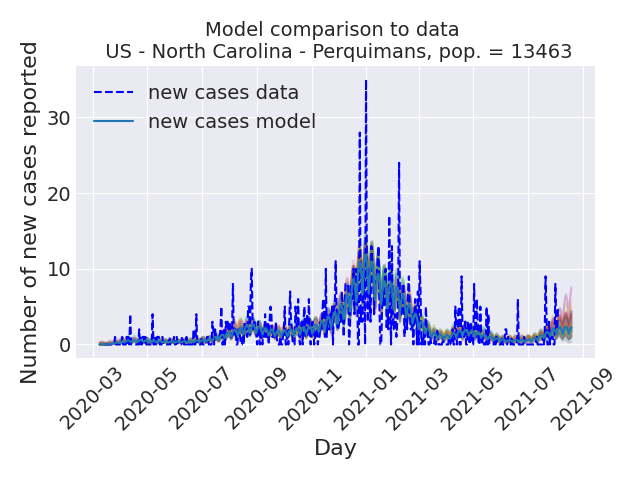 Model comparison to data
US - North Carolina - Perquimans, pop. = 13463
Number of new cases reported
new cases data
new cases model
30
20
10
0
2020-03
2020-05
2020-07
2020-09
2020-11
2021-01
2021-03
2021-05
2021-07
2021-09
Day